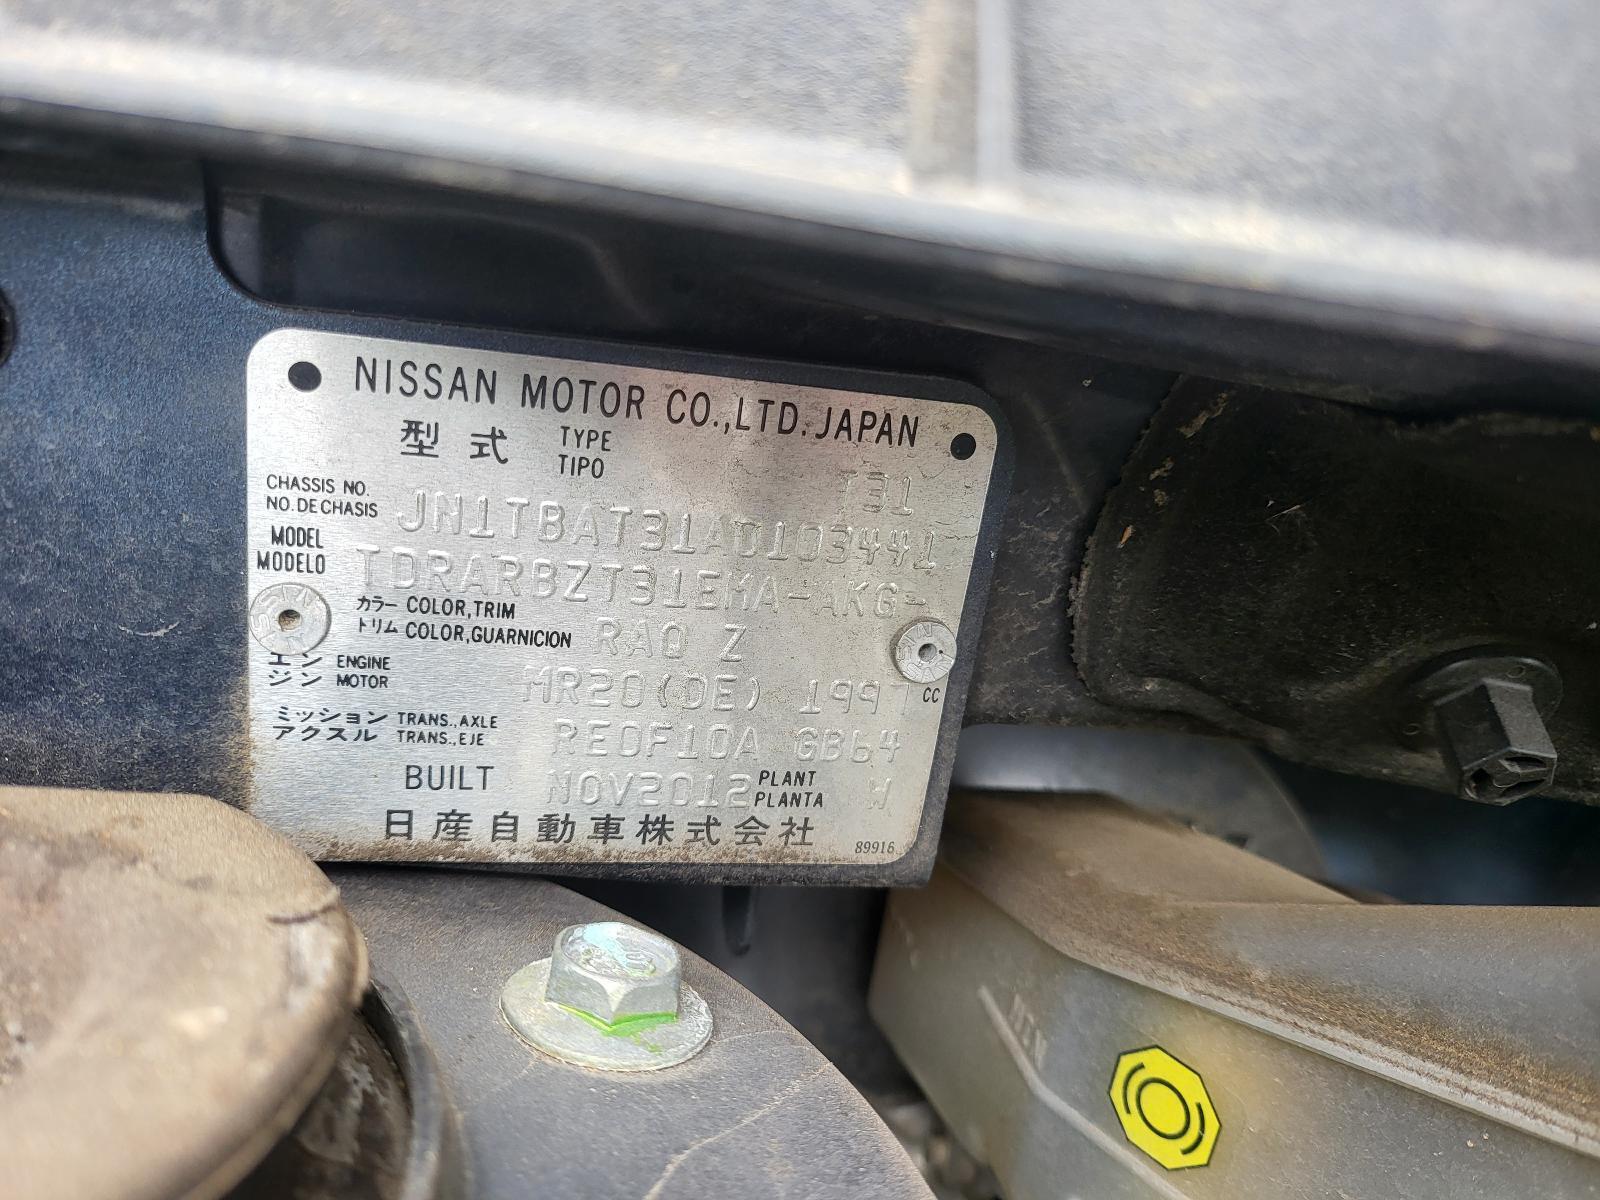 NISSAN MOTOR CO.,LTD. JAPAN
型式 TYPE
TIPO
T31
CHASSIS NO.
NO. DE CHASIS
JN1TBAT31A0103441
MODEL
MODELO
TDRARBZT31EMA-AKG-
カラー COLOR,TRIM
トリム COLOR,GUARNICION
RAQ Z
エン ENGINE
ジン MOTOR
MR20(DE) 1997 CC
ミッション TRANS.,AXLE
アクスル TRANS.,EJE
RE0F10A GB64
BUILT NOV2012 PLANT
PLANTA W
日産自動車株式会社
89916
MIN